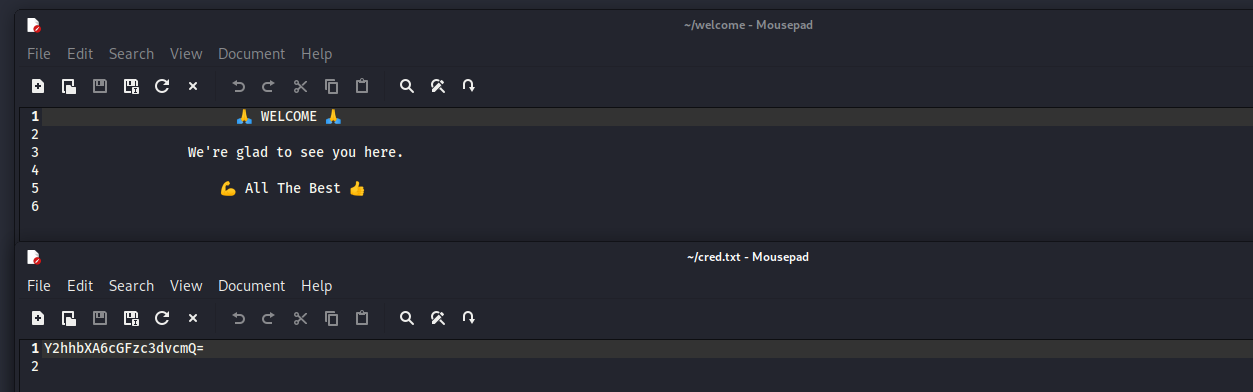 ~/welcome - Mousepad
File Edit Search View Document Help
1 🙏 WELCOME 🙏
2
3 We're glad to see you here.
4
5 💪 All The Best 👍
6
~/cred.txt - Mousepad
File Edit Search View Document Help
1 Y2hhbXA6cGFzc3dvcmQ=
2